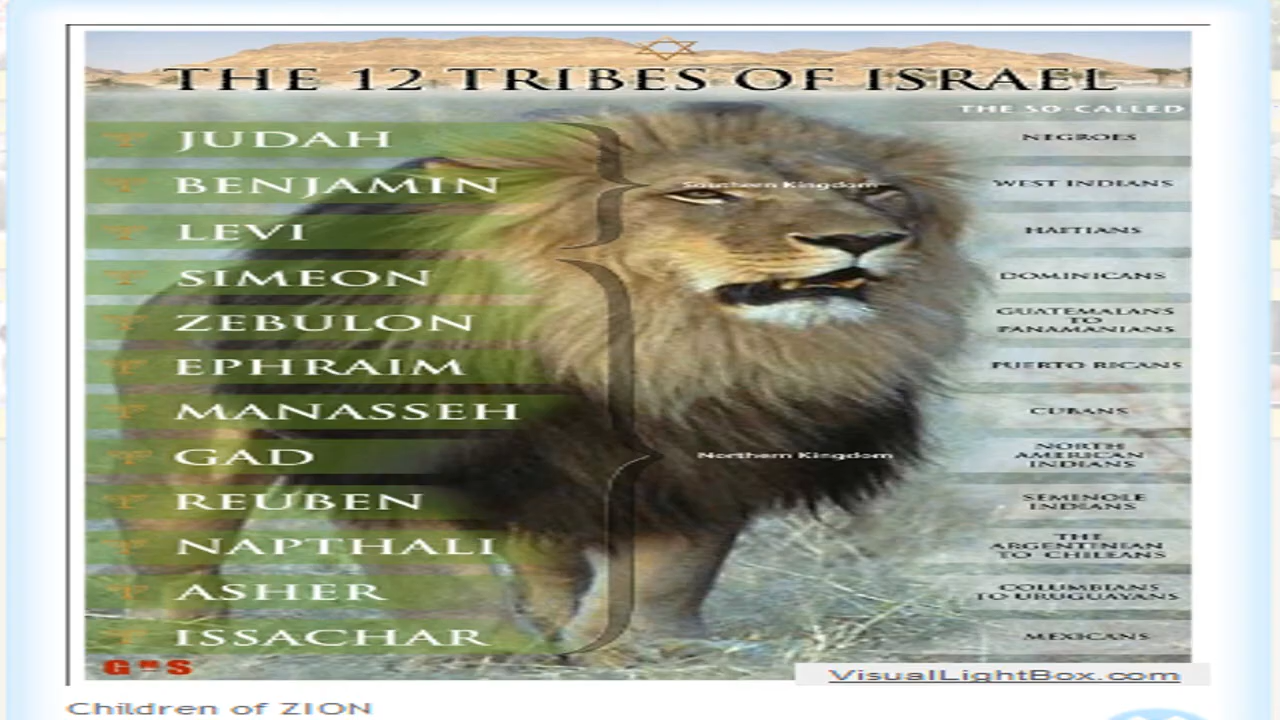 THE 12 TRIBES OF ISRAEL
THE SO-CALLED
JUDAH
NEGROES
BENJAMIN
Southern Kingdom
WEST INDIANS
LEVI
HAITIANS
SIMEON
DOMINICANS
ZEBULON
GUATEMALANS
TO
PANAMANIANS
EPHRAIM
PUERTO RICANS
MANASSEH
CUBANS
GAD
Northern Kingdom
NORTH
AMERICAN
INDIANS
REUBEN
SEMINOLE
INDIANS
NAPTHALI
THE
ARGENTINIAN
TO CHILEANS
ASHER
COLUMBIANS
TO URUGUAYANS
ISSACHAR
MEXICANS
VisualLightBox.com
Children of ZION